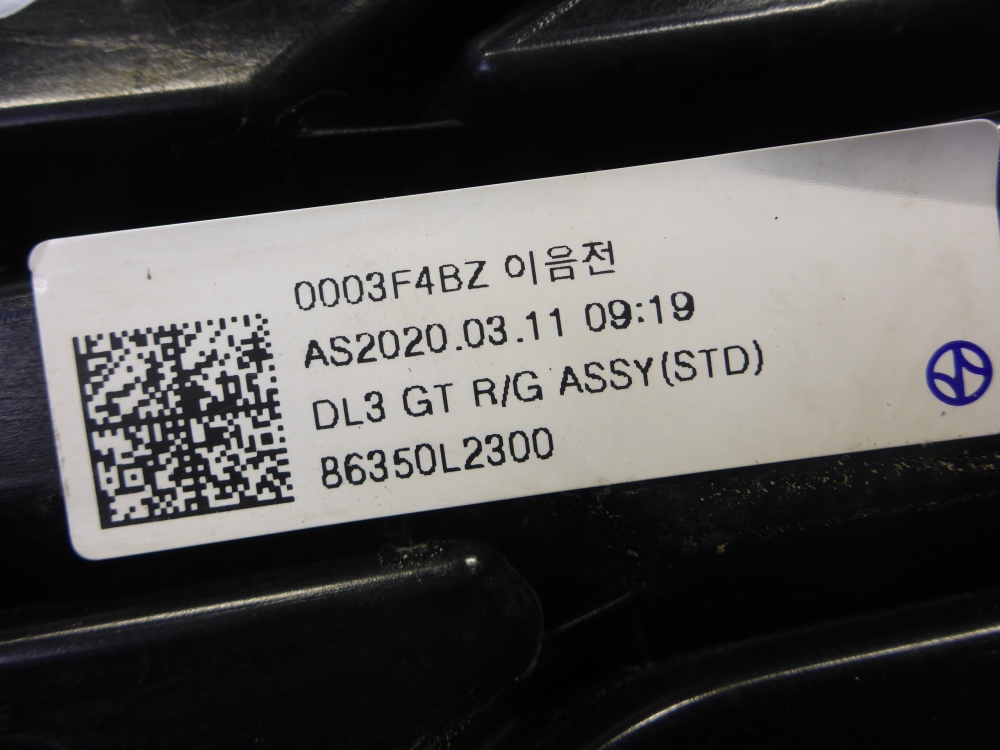 0003F4BZ 이음전
AS2020.03.11 09:19
DL3 GT R/G ASSY(STD)
86350L2300